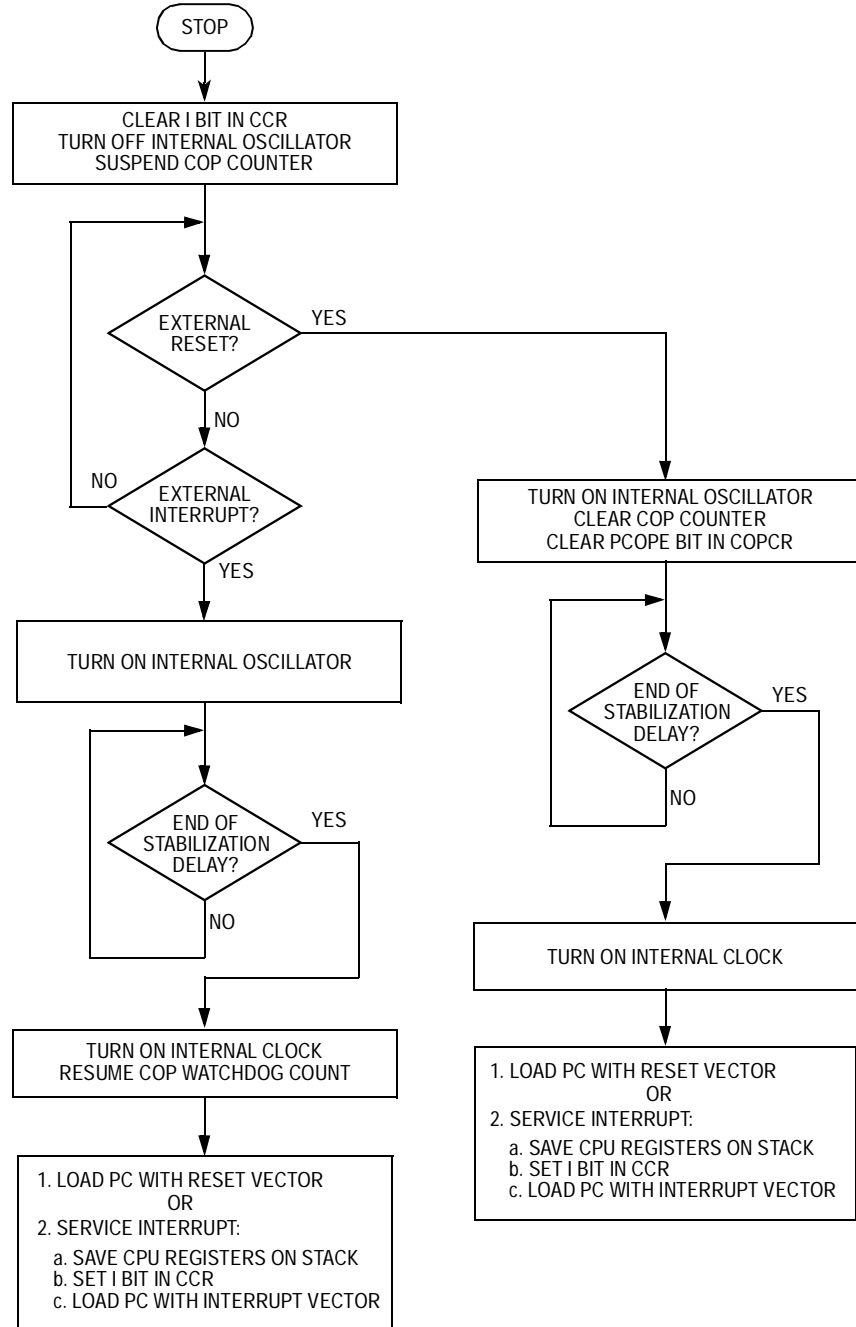 STOP
CLEAR I BIT IN CCR
TURN OFF INTERNAL OSCILLATOR
SUSPEND COP COUNTER
EXTERNAL
RESET?
YES
NO
EXTERNAL
INTERRUPT?
NO
YES
TURN ON INTERNAL OSCILLATOR
END OF
STABILIZATION
DELAY?
YES
NO
TURN ON INTERNAL CLOCK
RESUME COP WATCHDOG COUNT
1. LOAD PC WITH RESET VECTOR
OR
2. SERVICE INTERRUPT:
a. SAVE CPU REGISTERS ON STACK
b. SET I BIT IN CCR
c. LOAD PC WITH INTERRUPT VECTOR
TURN ON INTERNAL OSCILLATOR
CLEAR COP COUNTER
CLEAR PCOPE BIT IN COPCR
END OF
STABILIZATION
DELAY?
YES
NO
TURN ON INTERNAL CLOCK
1. LOAD PC WITH RESET VECTOR
OR
2. SERVICE INTERRUPT:
a. SAVE CPU REGISTERS ON STACK
b. SET I BIT IN CCR
c. LOAD PC WITH INTERRUPT VECTOR